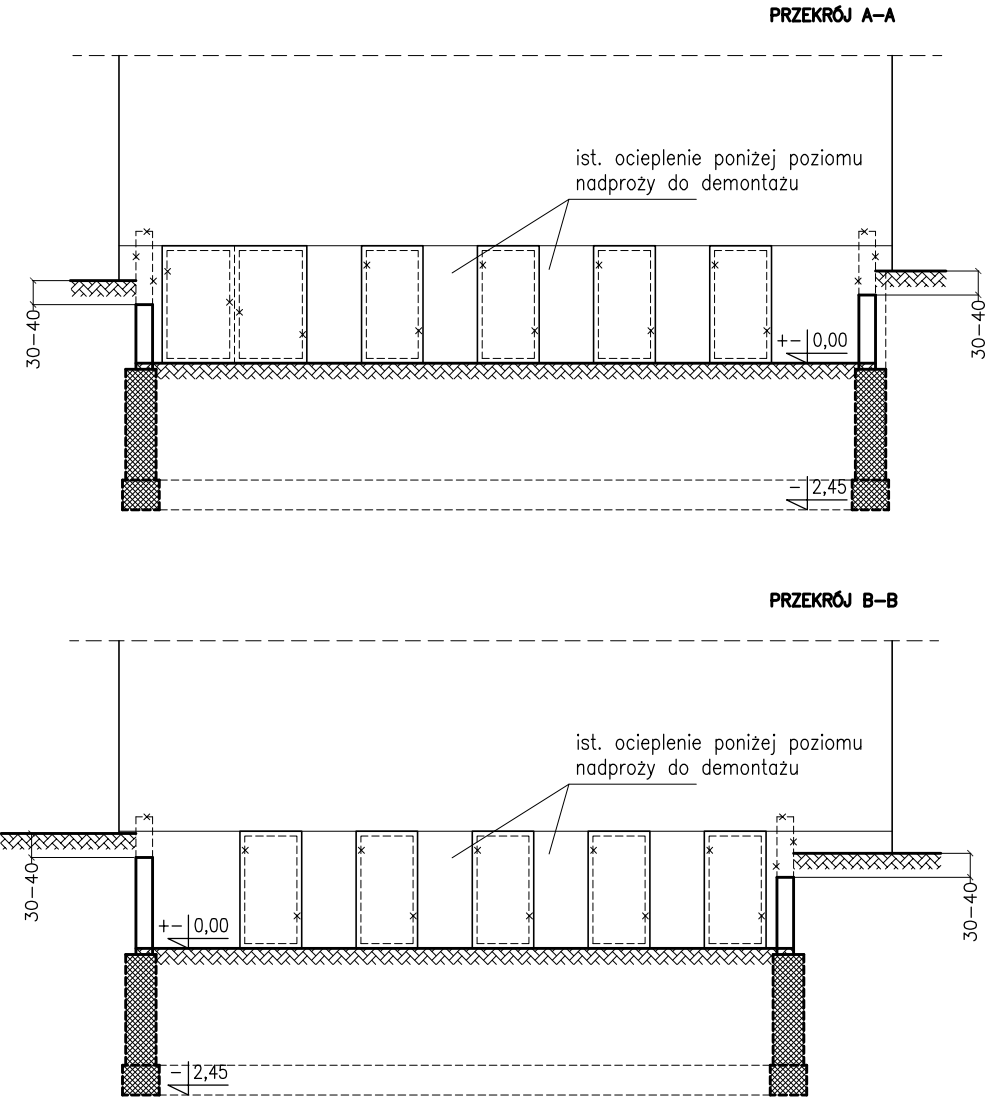 PRZEKRÓJ A-A
ist. ocieplenie poniżej poziomu
nadproży do demontażu
30-40
30-40
+- 0,00
- 2,45
PRZEKRÓJ B-B
ist. ocieplenie poniżej poziomu
nadproży do demontażu
30-40
30-40
+- 0,00
- 2,45